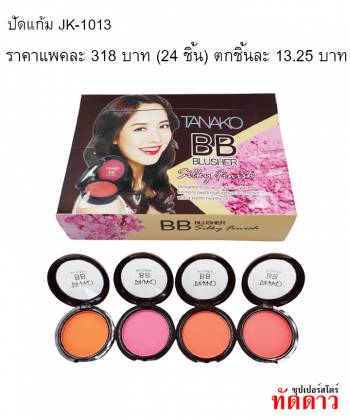 ปัดแก้ม JK-1013
ราคาแพคละ 318 บาท (24 ชิ้น) ตกชิ้นละ 13.25 บาท
TANAKO
BB
BLUSHER
Silky Finish
BB BLUSHER
Silky Finish
TANAKO BB
TANAKO BB
TANAKO BB
TANAKO BB
ซุปเปอร์สโตร์
ทัดดาว